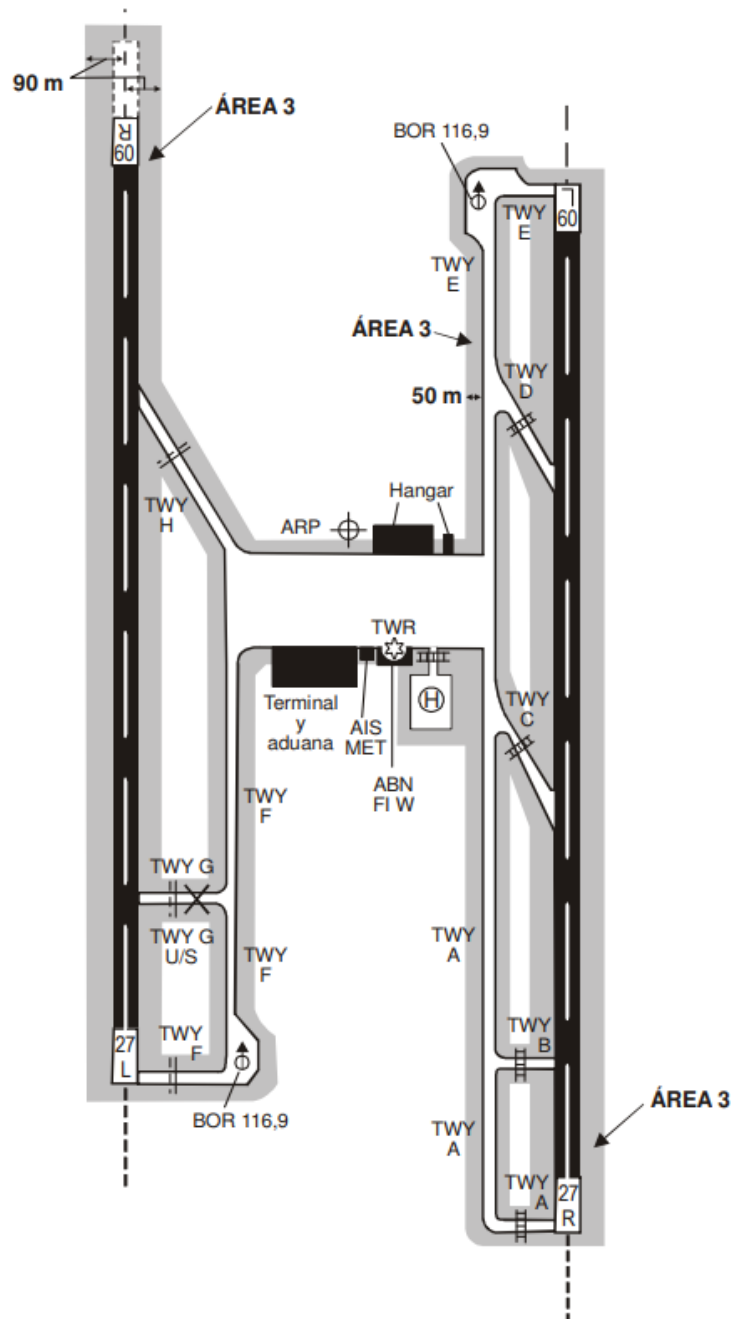 90 m
ÁREA 3
09
R
BOR 116,9
09
L
TWY
E
TWY
E
ÁREA 3
TWY
D
50 m
Hangar
TWY
H
ARP
TWR
H
Terminal
y
aduana
AIS
MET
TWY
C
ABN
FI W
TWY
F
TWY G
TWY G
U/S
TWY
F
TWY
A
TWY
F
27
L
TWY
B
BOR 116,9
ÁREA 3
TWY
A
TWY
A
27
R